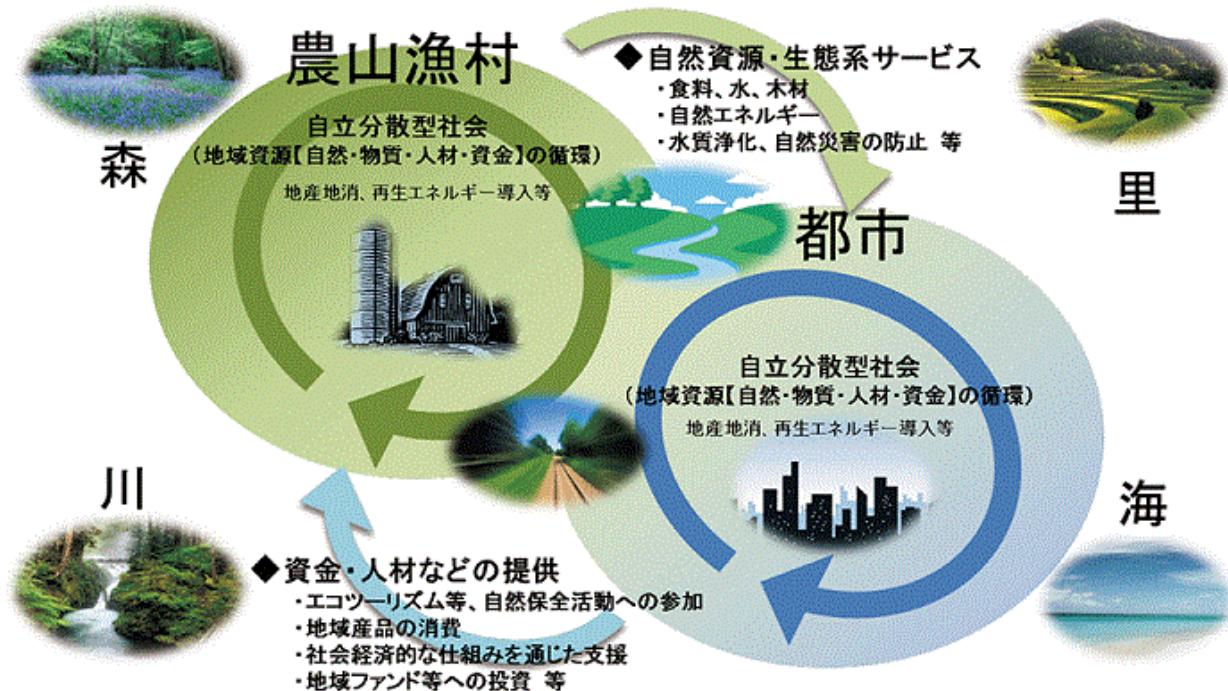 農山漁村
森
自立分散型社会
(地域資源【自然・物質・人材・資金】の循環)
地産地消、再生エネルギー導入等
◆自然資源・生態系サービス
・食料、水、木材
・自然エネルギー
・水質浄化、自然災害の防止 等
里
都市
自立分散型社会
(地域資源【自然・物質・人材・資金】の循環)
地産地消、再生エネルギー導入等
川
海
◆資金・人材などの提供
・エコツーリズム等、自然保全活動への参加
・地域産品の消費
・社会経済的な仕組みを通じた支援
・地域ファンド等への投資 等